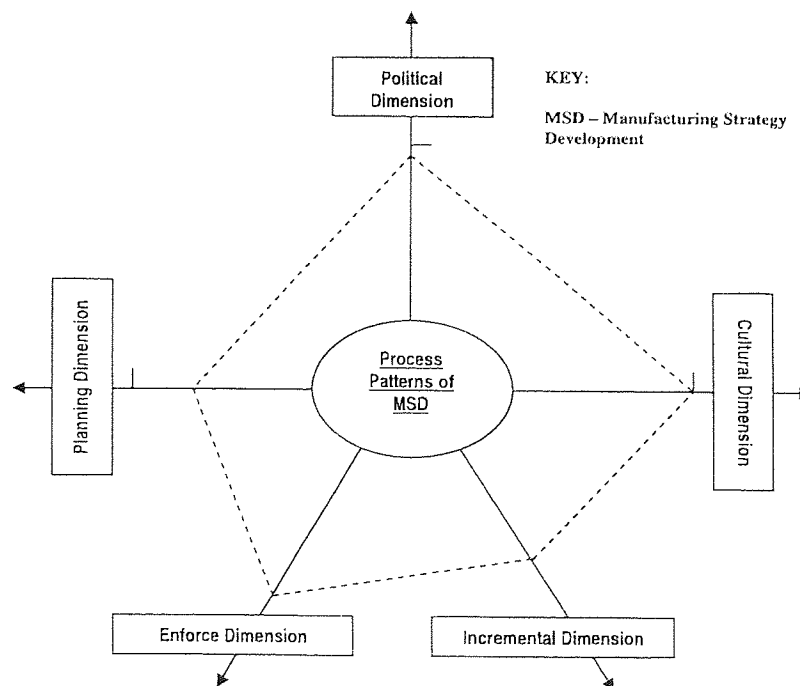 Political
Dimension
KEY:
MSD – Manufacturing Strategy
Development
Planning Dimension
Process
Patterns of
MSD
Cultural Dimension
Enforce Dimension
Incremental Dimension